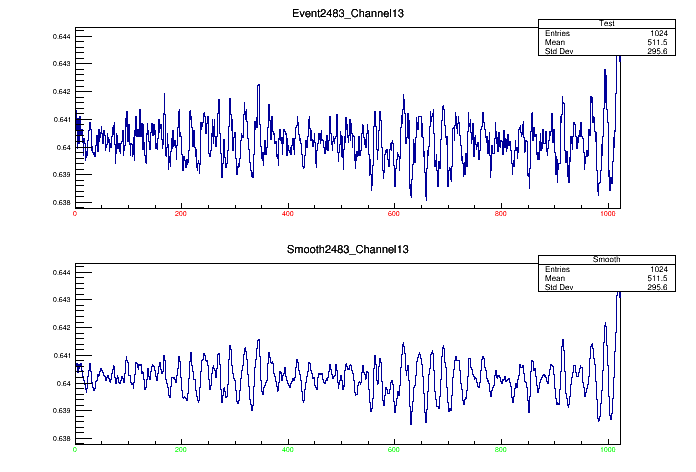 Event2483_Channel13
Test
Entries 1024
Mean 511.5
Std Dev 295.6
0.644
0.643
0.642
0.641
0.64
0.639
0.638
0 200 400 600 800 1000
Smooth2483_Channel13
Smooth
Entries 1024
Mean 511.5
Std Dev 295.6
0.644
0.643
0.642
0.641
0.64
0.639
0.638
0 200 400 600 800 1000